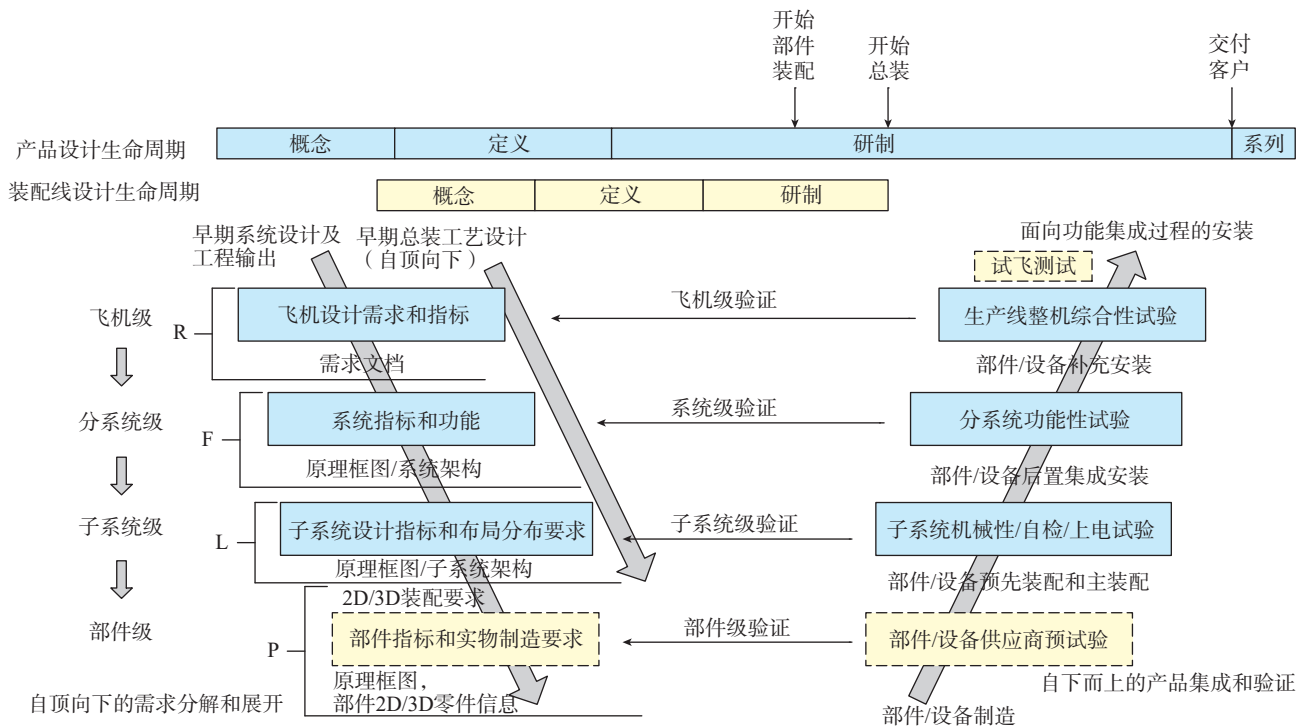 开始
部件
装配
开始
总装
交付
客户
产品设计生命周期
概念
定义
研制
系列
装配线设计生命周期
概念
定义
研制
早期系统设计及
工程输出
早期总装工艺设计
（自顶向下）
面向功能集成过程的安装
试飞测试
飞机级
R
飞机设计需求和指标
飞机级验证
生产线整机综合性试验
需求文档
部件/设备补充安装
分系统级
F
系统指标和功能
系统级验证
分系统功能性试验
原理框图/系统架构
部件/设备后置集成安装
子系统级
L
子系统设计指标和布局分布要求
子系统级验证
子系统机械性/自检/上电试验
原理框图/子系统架构
部件/设备预先装配和主装配
2D/3D装配要求
部件级
P
部件指标和实物制造要求
部件级验证
部件/设备供应商预试验
原理框图，
部件2D/3D零件信息
自顶向下的需求分解和展开
自下而上的产品集成和验证
部件/设备制造